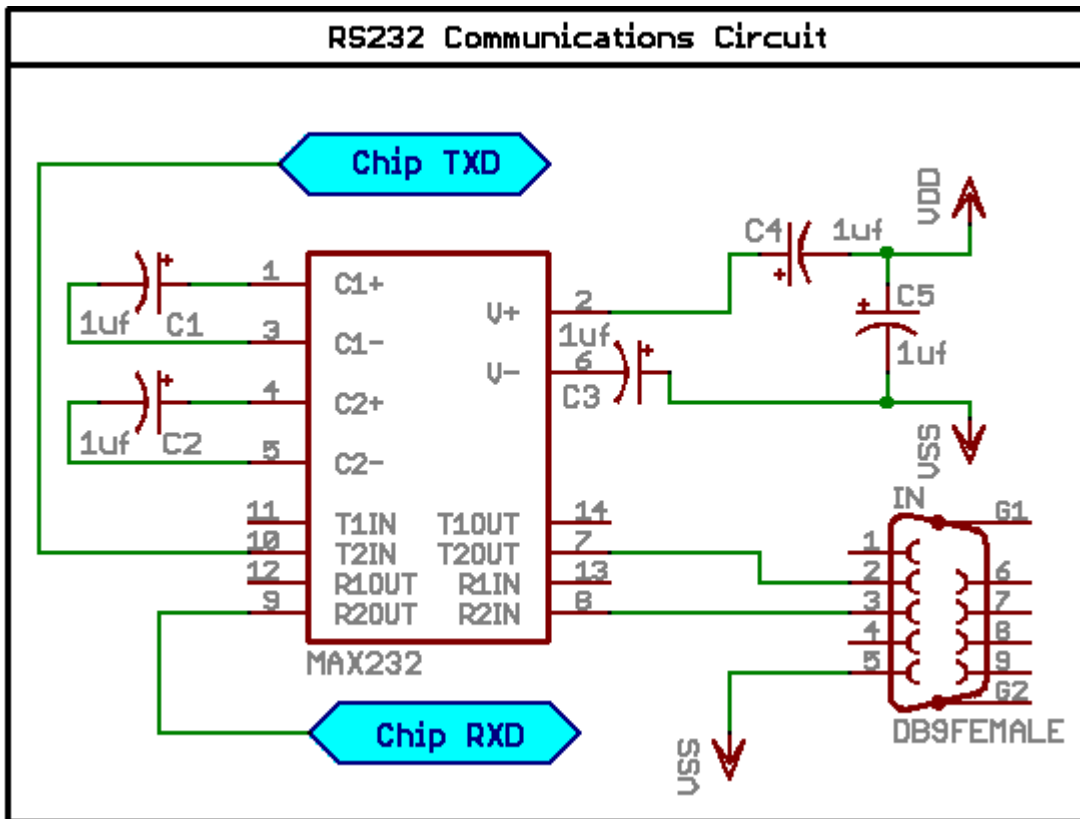 RS232 Communications Circuit
Chip TXD
VDD
C4 1uf
1 C1+
1uf C1
3 C1-
V+ 2
C5
1uf
1uf
V- 6
C3
4 C2+
1uf C2
5 C2-
VSS
IN
G1
11 T1IN T1OUT 14
10 T2IN T2OUT 7
12 R1OUT R1IN 13
9 R2OUT R2IN 8
1
2 6
3 7
4 8
5 9
G2
MAX232
DB9FEMALE
Chip RXD
VSS